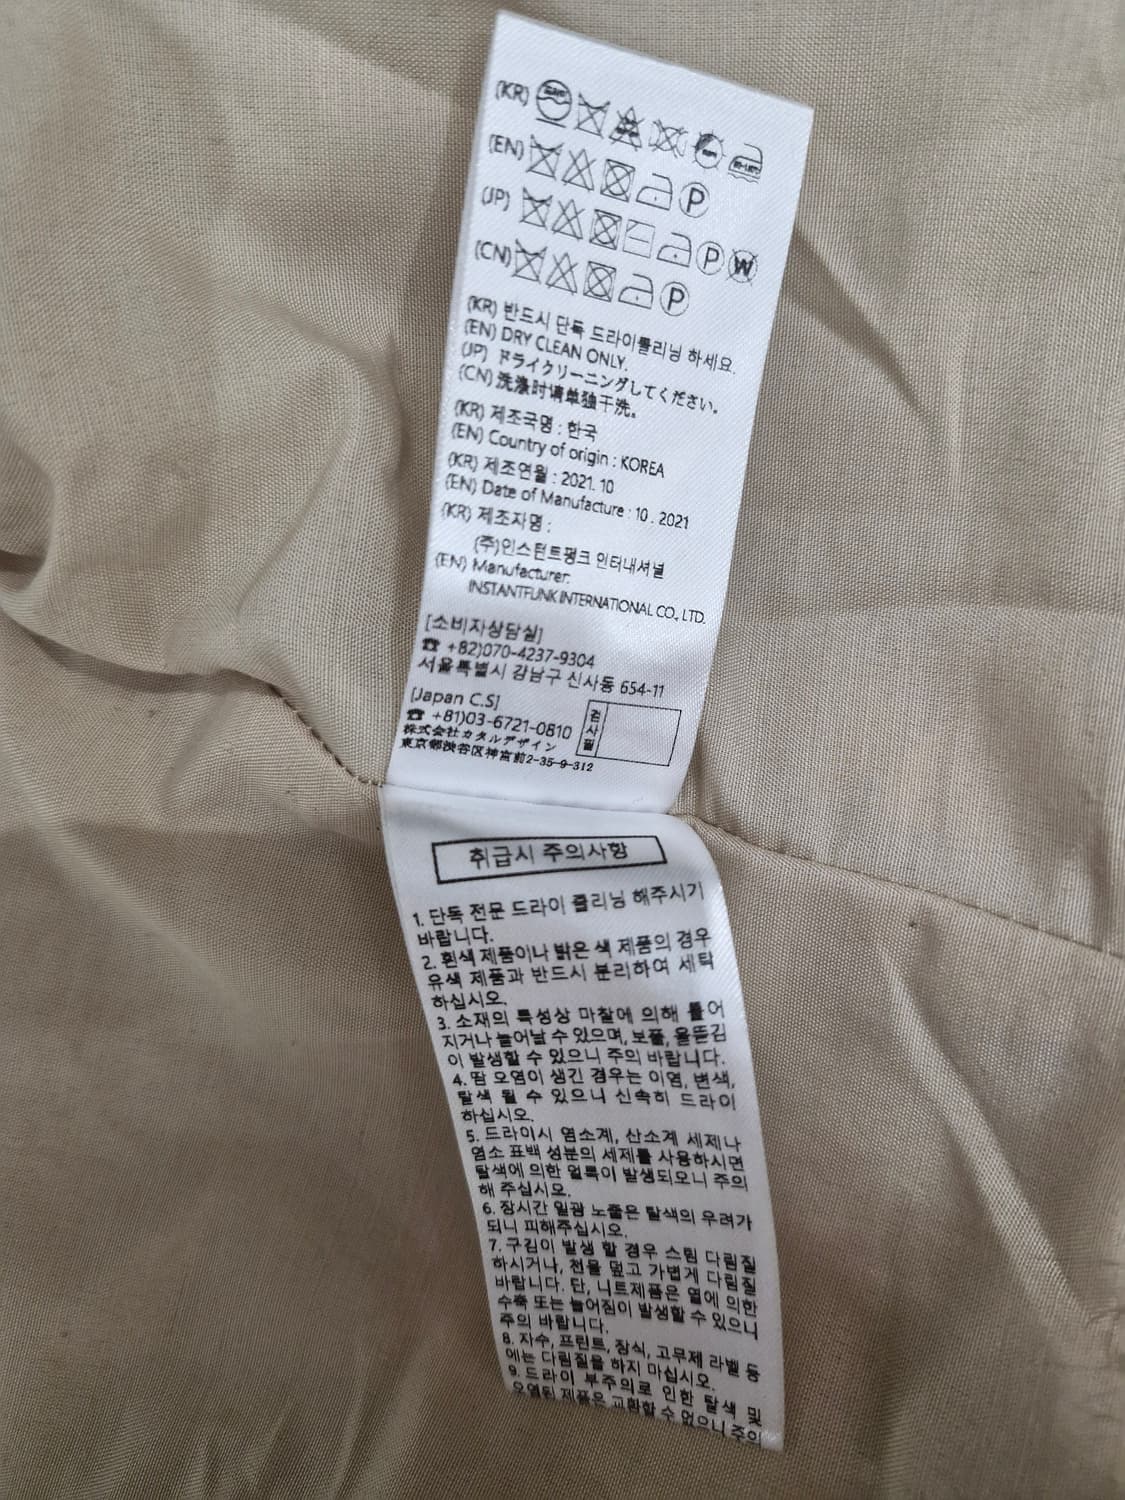 (KR)
(EN) P
(JP) P W
(CN) P
(KR) 반드시 단독 드라이클리닝 하세요.
(EN) DRY CLEAN ONLY.
(JP) ドライクリーニングしてください。
(CN) 洗涤时请单独干洗。
(KR) 제조국명 : 한국
(EN) Country of origin : KOREA
(KR) 제조연월 : 2021. 10
(EN) Date of Manufacture : 10 . 2021
(KR) 제조자명 :
(주)인스턴트펑크 인터내셔널
(EN) Manufacturer:
INSTANTFUNK INTERNATIONAL CO., LTD.
[소비자상담실]
☎ +82)070-4237-9304
서울특별시 강남구 신사동 654-11
[Japan C.S]
☎ +81)03-6721-0810
株式会社カタルデザイン
東京都渋谷区神宮前2-35-9-312
검사필
취급시 주의사항
1. 단독 전문 드라이 클리닝 해주시기
바랍니다.
2. 흰색 제품이나 밝은 색 제품의 경우
유색 제품과 반드시 분리하여 세탁
하십시오.
3. 소재의 특성상 마찰에 의해 틀어
지거나 늘어날 수 있으며, 보풀, 올뜯김
이 발생할 수 있으니 주의 바랍니다.
4. 땀 오염이 생긴 경우는 이염, 변색,
탈색 될 수 있으니 신속히 드라이
하십시오.
5. 드라이시 염소계, 산소계 세제나
염소 표백 성분의 세제를 사용하시면
탈색에 의한 얼룩이 발생되오니 주의
해 주십시오.
6. 장시간 일광 노출은 탈색의 우려가
되니 피해주십시오.
7. 구김이 발생 할 경우 스팀 다림질
하시거나, 천을 덮고 가볍게 다림질
바랍니다. 단, 니트제품은 열에 의한
수축 또는 늘어짐이 발생할 수 있으니
주의 바랍니다.
8. 자수, 프린트, 장식, 고무제 라벨 등
에는 다림질을 하지 마십시오.
9. 드라이 부주의로 인한 탈색 및
오염된 제품은 교환할 수 없으니 주의